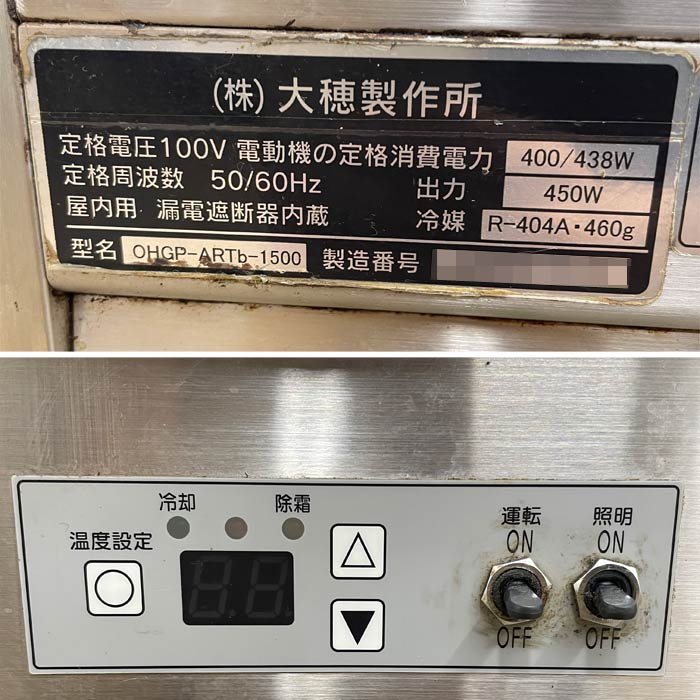 (株)大穂製作所
定格電圧100V 電動機の定格消費電力 400/438W
定格周波数 50/60Hz 出力 450W
屋内用 漏電遮断器内蔵 冷媒 R-404A・460g
型名 OHGP-ARTb-1500 製造番号
冷却 除霜
温度設定
運転 照明
ON ON
OFF OFF